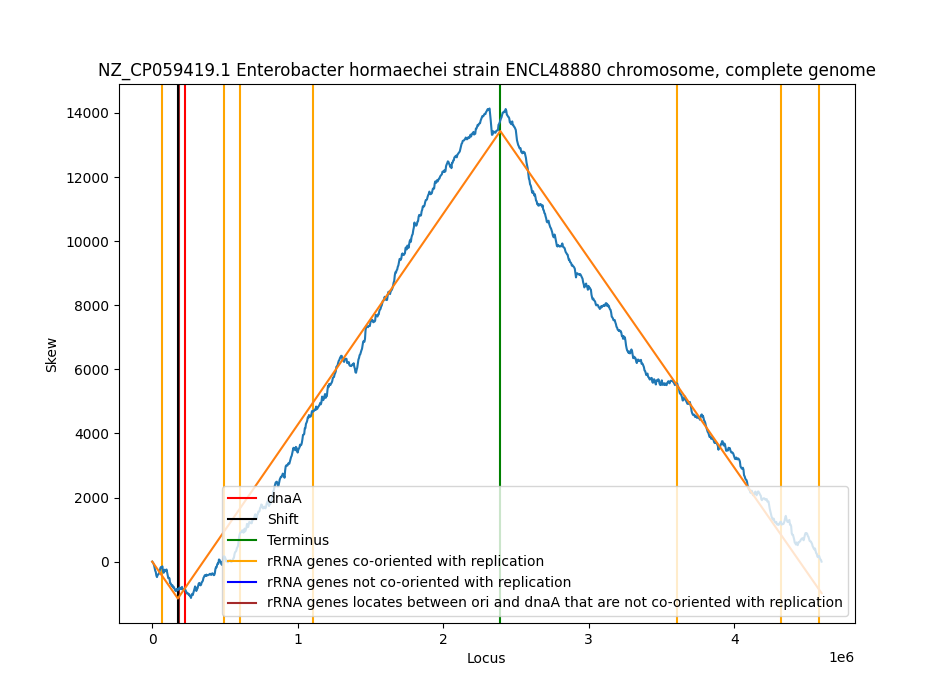 NZ_CP059419.1 Enterobacter hormaechei strain ENCL48880 chromosome, complete genome
14000
12000
10000
8000
6000
4000
2000
0
Skew
dnaA
Shift
Terminus
rRNA genes co-oriented with replication
rRNA genes not co-oriented with replication
rRNA genes locates between ori and dnaA that are not co-oriented with replication
0 1 2 3 4
1e6
Locus